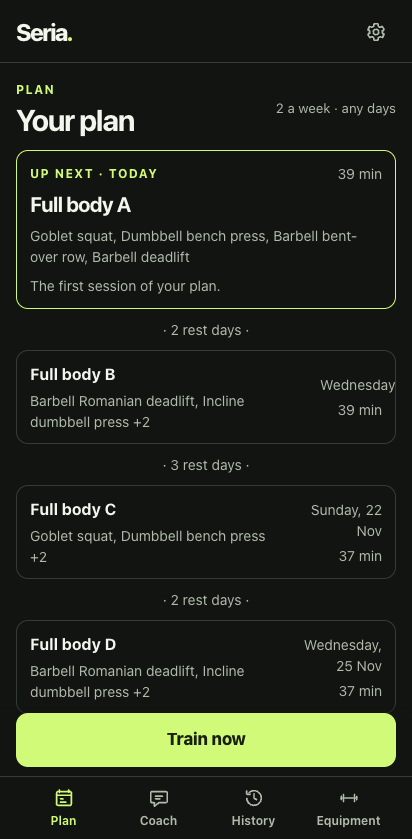 Seria.
PLAN
Your plan
2 a week · any days
UP NEXT · TODAY
39 min
Full body A
Goblet squat, Dumbbell bench press, Barbell bent-
over row, Barbell deadlift
The first session of your plan.
· 2 rest days ·
Full body B
Wednesday
Barbell Romanian deadlift, Incline
dumbbell press +2
39 min
· 3 rest days ·
Full body C
Sunday, 22
Nov
Goblet squat, Dumbbell bench press
+2
37 min
· 2 rest days ·
Full body D
Wednesday,
25 Nov
Barbell Romanian deadlift, Incline
dumbbell press +2
37 min
Train now
Plan
Coach
History
Equipment